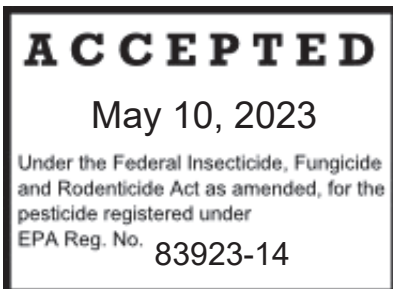 ACCEPTED
May 10, 2023
Under the Federal Insecticide, Fungicide
and Rodenticide Act as amended, for the
pesticide registered under
EPA Reg. No. 83923-14